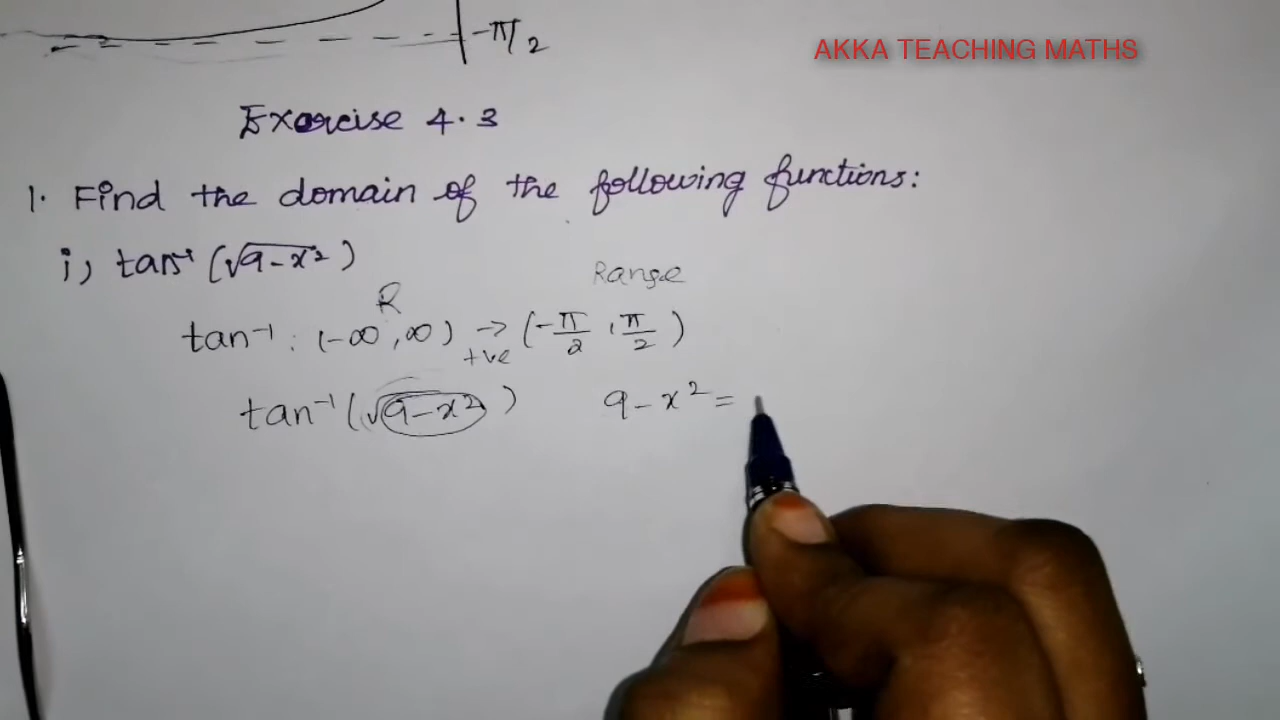 -π/2
AKKA TEACHING MATHS
Exercise 4.3
1. Find the domain of the following functions:
i) tan⁻¹ (√9-x²)
R Range
tan⁻¹ : (-∞, ∞) → (-π/2, π/2)
+ve
tan⁻¹ (√9-x²) 9-x² =